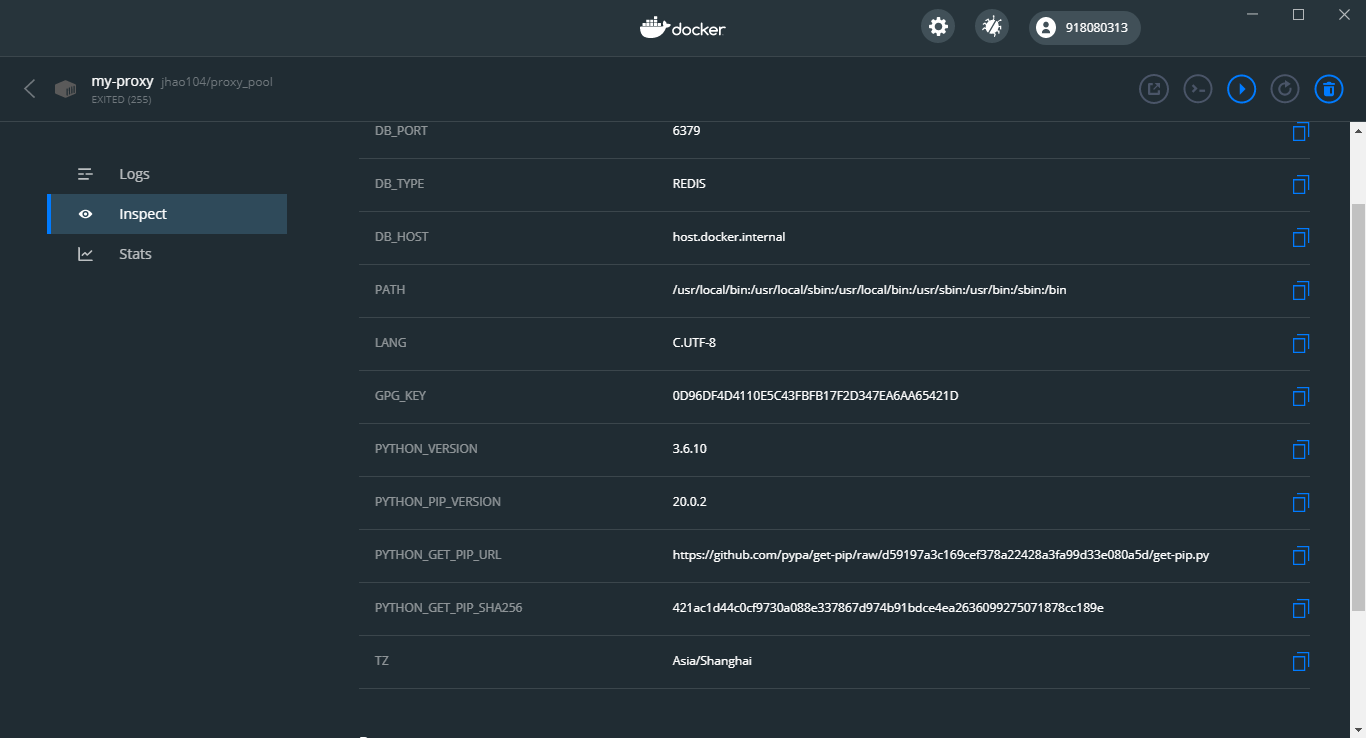 docker
918080313
my-proxy jhao104/proxy_pool
EXITED (255)
Logs
Inspect
Stats
DB_PORT 6379
DB_TYPE REDIS
DB_HOST host.docker.internal
PATH /usr/local/bin:/usr/local/sbin:/usr/local/bin:/usr/sbin:/usr/bin:/sbin:/bin
LANG C.UTF-8
GPG_KEY 0D96DF4D4110E5C43FBFB17F2D347EA6AA65421D
PYTHON_VERSION 3.6.10
PYTHON_PIP_VERSION 20.0.2
PYTHON_GET_PIP_URL https://github.com/pypa/get-pip/raw/d59197a3c169cef378a22428a3fa99d33e080a5d/get-pip.py
PYTHON_GET_PIP_SHA256 421ac1d44c0cf9730a088e337867d974b91bdce4ea2636099275071878cc189e
TZ Asia/Shanghai